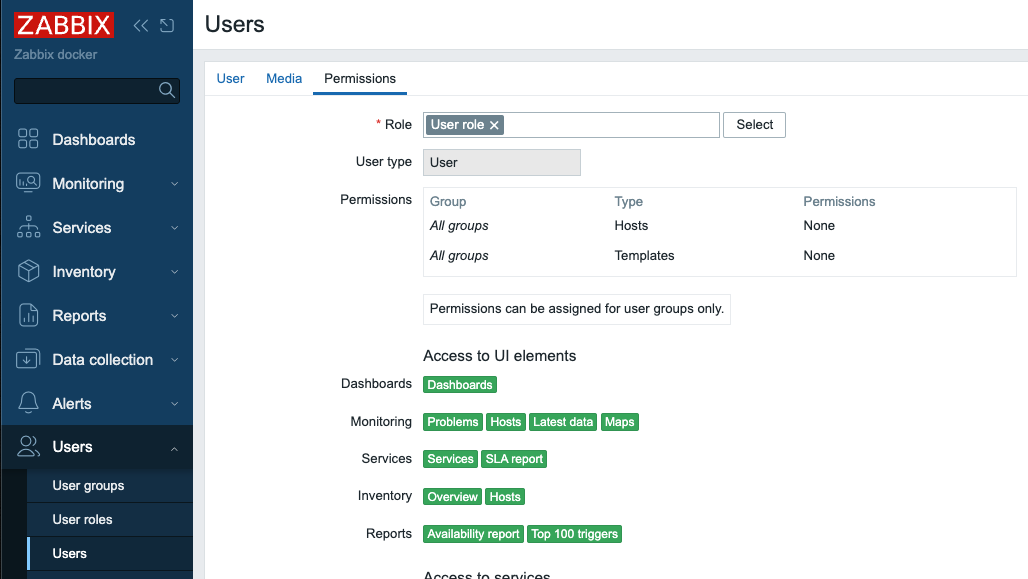 ZABBIX
Zabbix docker
Dashboards
Monitoring
Services
Inventory
Reports
Data collection
Alerts
Users
User groups
User roles
Users
Users
User Media Permissions
* Role User role Select
User type User
Permissions Group Type Permissions
All groups Hosts None
All groups Templates None
Permissions can be assigned for user groups only.
Access to UI elements
Dashboards Dashboards
Monitoring Problems Hosts Latest data Maps
Services Services SLA report
Inventory Overview Hosts
Reports Availability report Top 100 triggers
Access to services